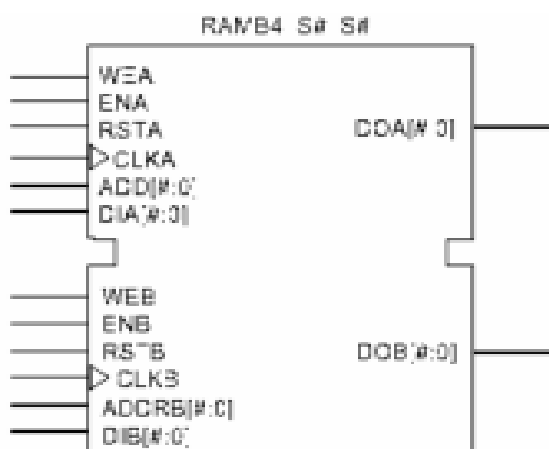 RAMB4_S#_S#
WEA
ENA
RSTA
CLKA
ADD[#:0]
DIA[#:0]
DOA[#:0]
WEB
ENB
RSTB
CLKB
ADDRB[#:0]
DIB[#:0]
DOB[#:0]